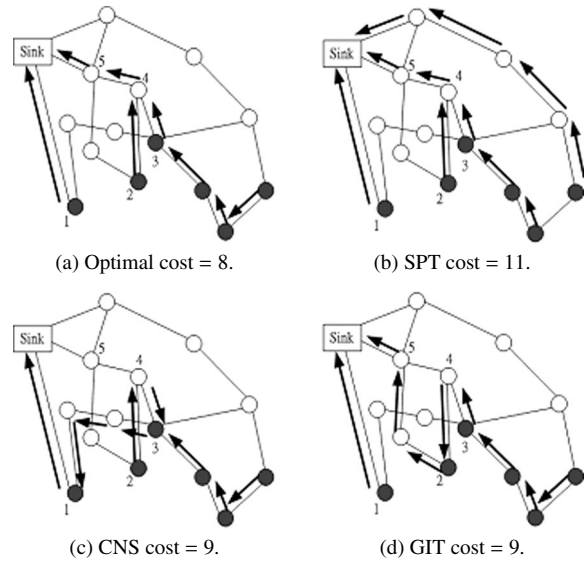 Sink
5
4
3
2
1
(a) Optimal cost = 8.
Sink
5
4
3
2
1
(b) SPT cost = 11.
Sink
5
4
3
2
1
(c) CNS cost = 9.
Sink
5
4
3
2
1
(d) GIT cost = 9.